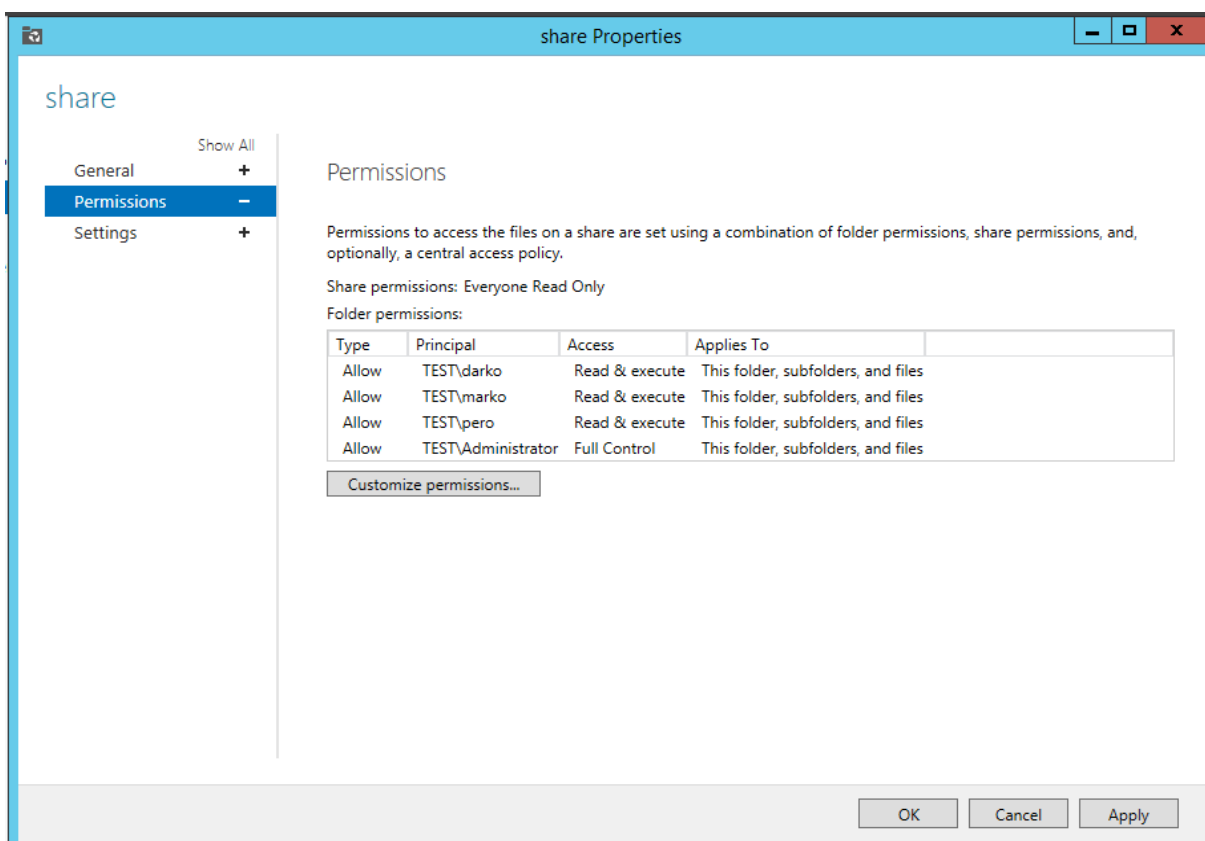 share Properties
share
Show All
General +
Permissions −
Settings +
Permissions
Permissions to access the files on a share are set using a combination of folder permissions, share permissions, and,
optionally, a central access policy.
Share permissions: Everyone Read Only
Folder permissions:
Type Principal Access Applies To
Allow TEST\darko Read & execute This folder, subfolders, and files
Allow TEST\marko Read & execute This folder, subfolders, and files
Allow TEST\pero Read & execute This folder, subfolders, and files
Allow TEST\Administrator Full Control This folder, subfolders, and files
Customize permissions...
OK Cancel Apply